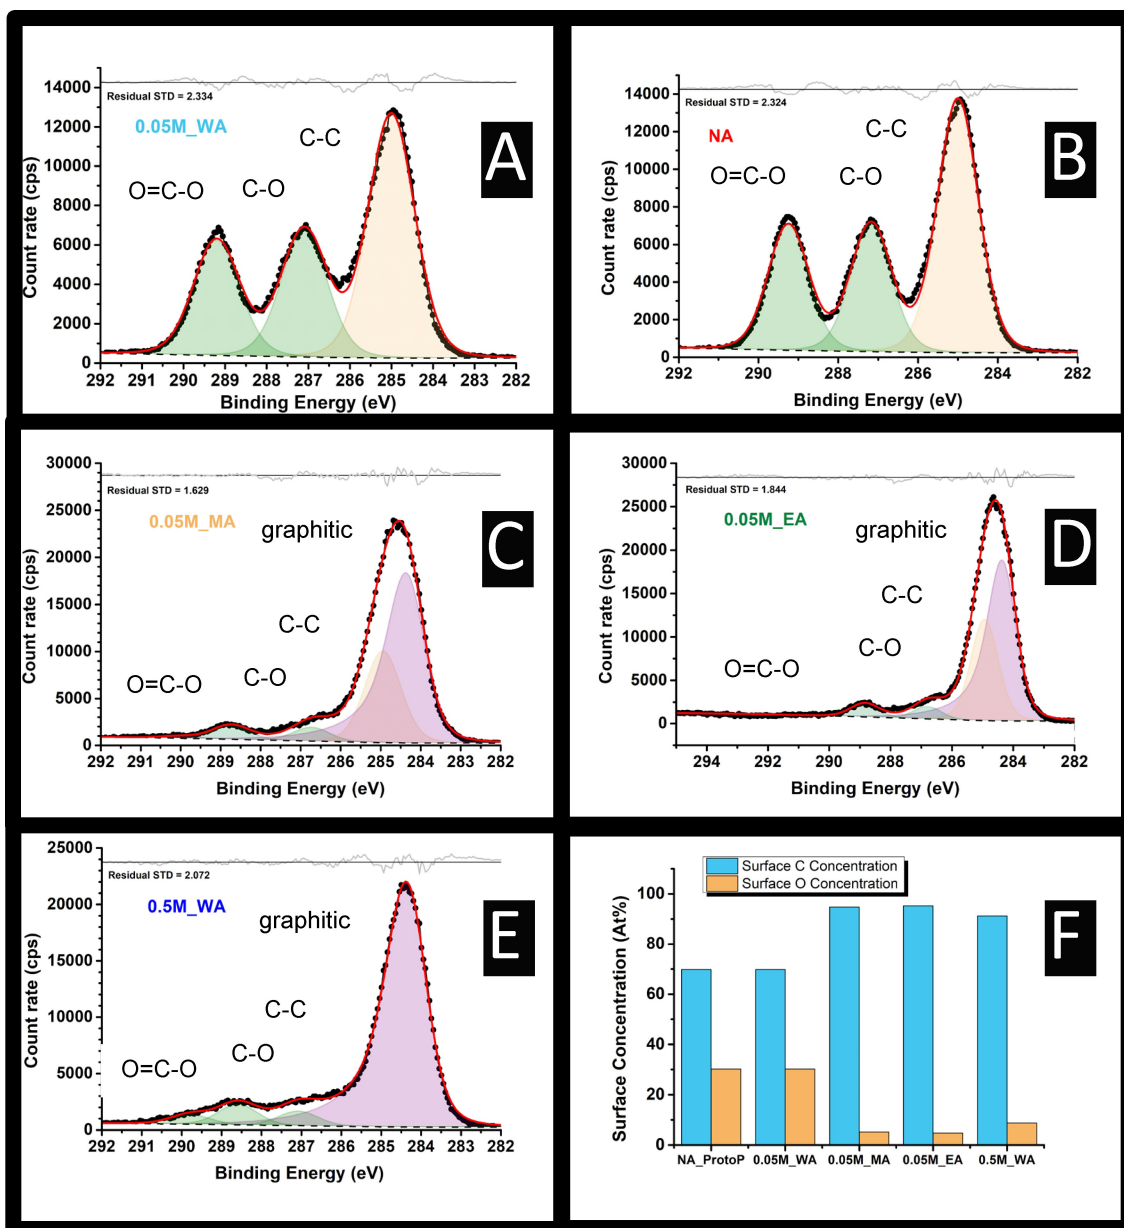 Residual STD = 2.334
0.05M_WA
C-C
O=C-O
C-O
A
Count rate (cps)
14000
12000
10000
8000
6000
4000
2000
0
292 291 290 289 288 287 286 285 284 283 282
Binding Energy (eV)
Residual STD = 2.324
NA
C-C
O=C-O
C-O
B
Count rate (cps)
14000
12000
10000
8000
6000
4000
2000
0
292 290 288 286 284 282
Binding Energy (eV)
Residual STD = 1.629
0.05M_MA
graphitic
C-C
C-O
O=C-O
C
Count rate (cps)
30000
25000
20000
15000
10000
5000
0
292 291 290 289 288 287 286 285 284 283 282
Binding Energy (eV)
Residual STD = 1.844
0.05M_EA
graphitic
C-C
C-O
O=C-O
D
Count rate (cps)
30000
25000
20000
15000
10000
5000
0
294 292 290 288 286 284 282
Binding Energy (eV)
Residual STD = 2.072
0.5M_WA
graphitic
C-C
C-O
O=C-O
E
Count rate (cps)
25000
20000
15000
10000
5000
0
292 291 290 289 288 287 286 285 284 283 282
Binding Energy (eV)
Surface C Concentration
Surface O Concentration
F
Surface Concentration (At%)
100
80
60
40
20
0
NA_ProtoP 0.05M_WA 0.05M_MA 0.05M_EA 0.5M_WA